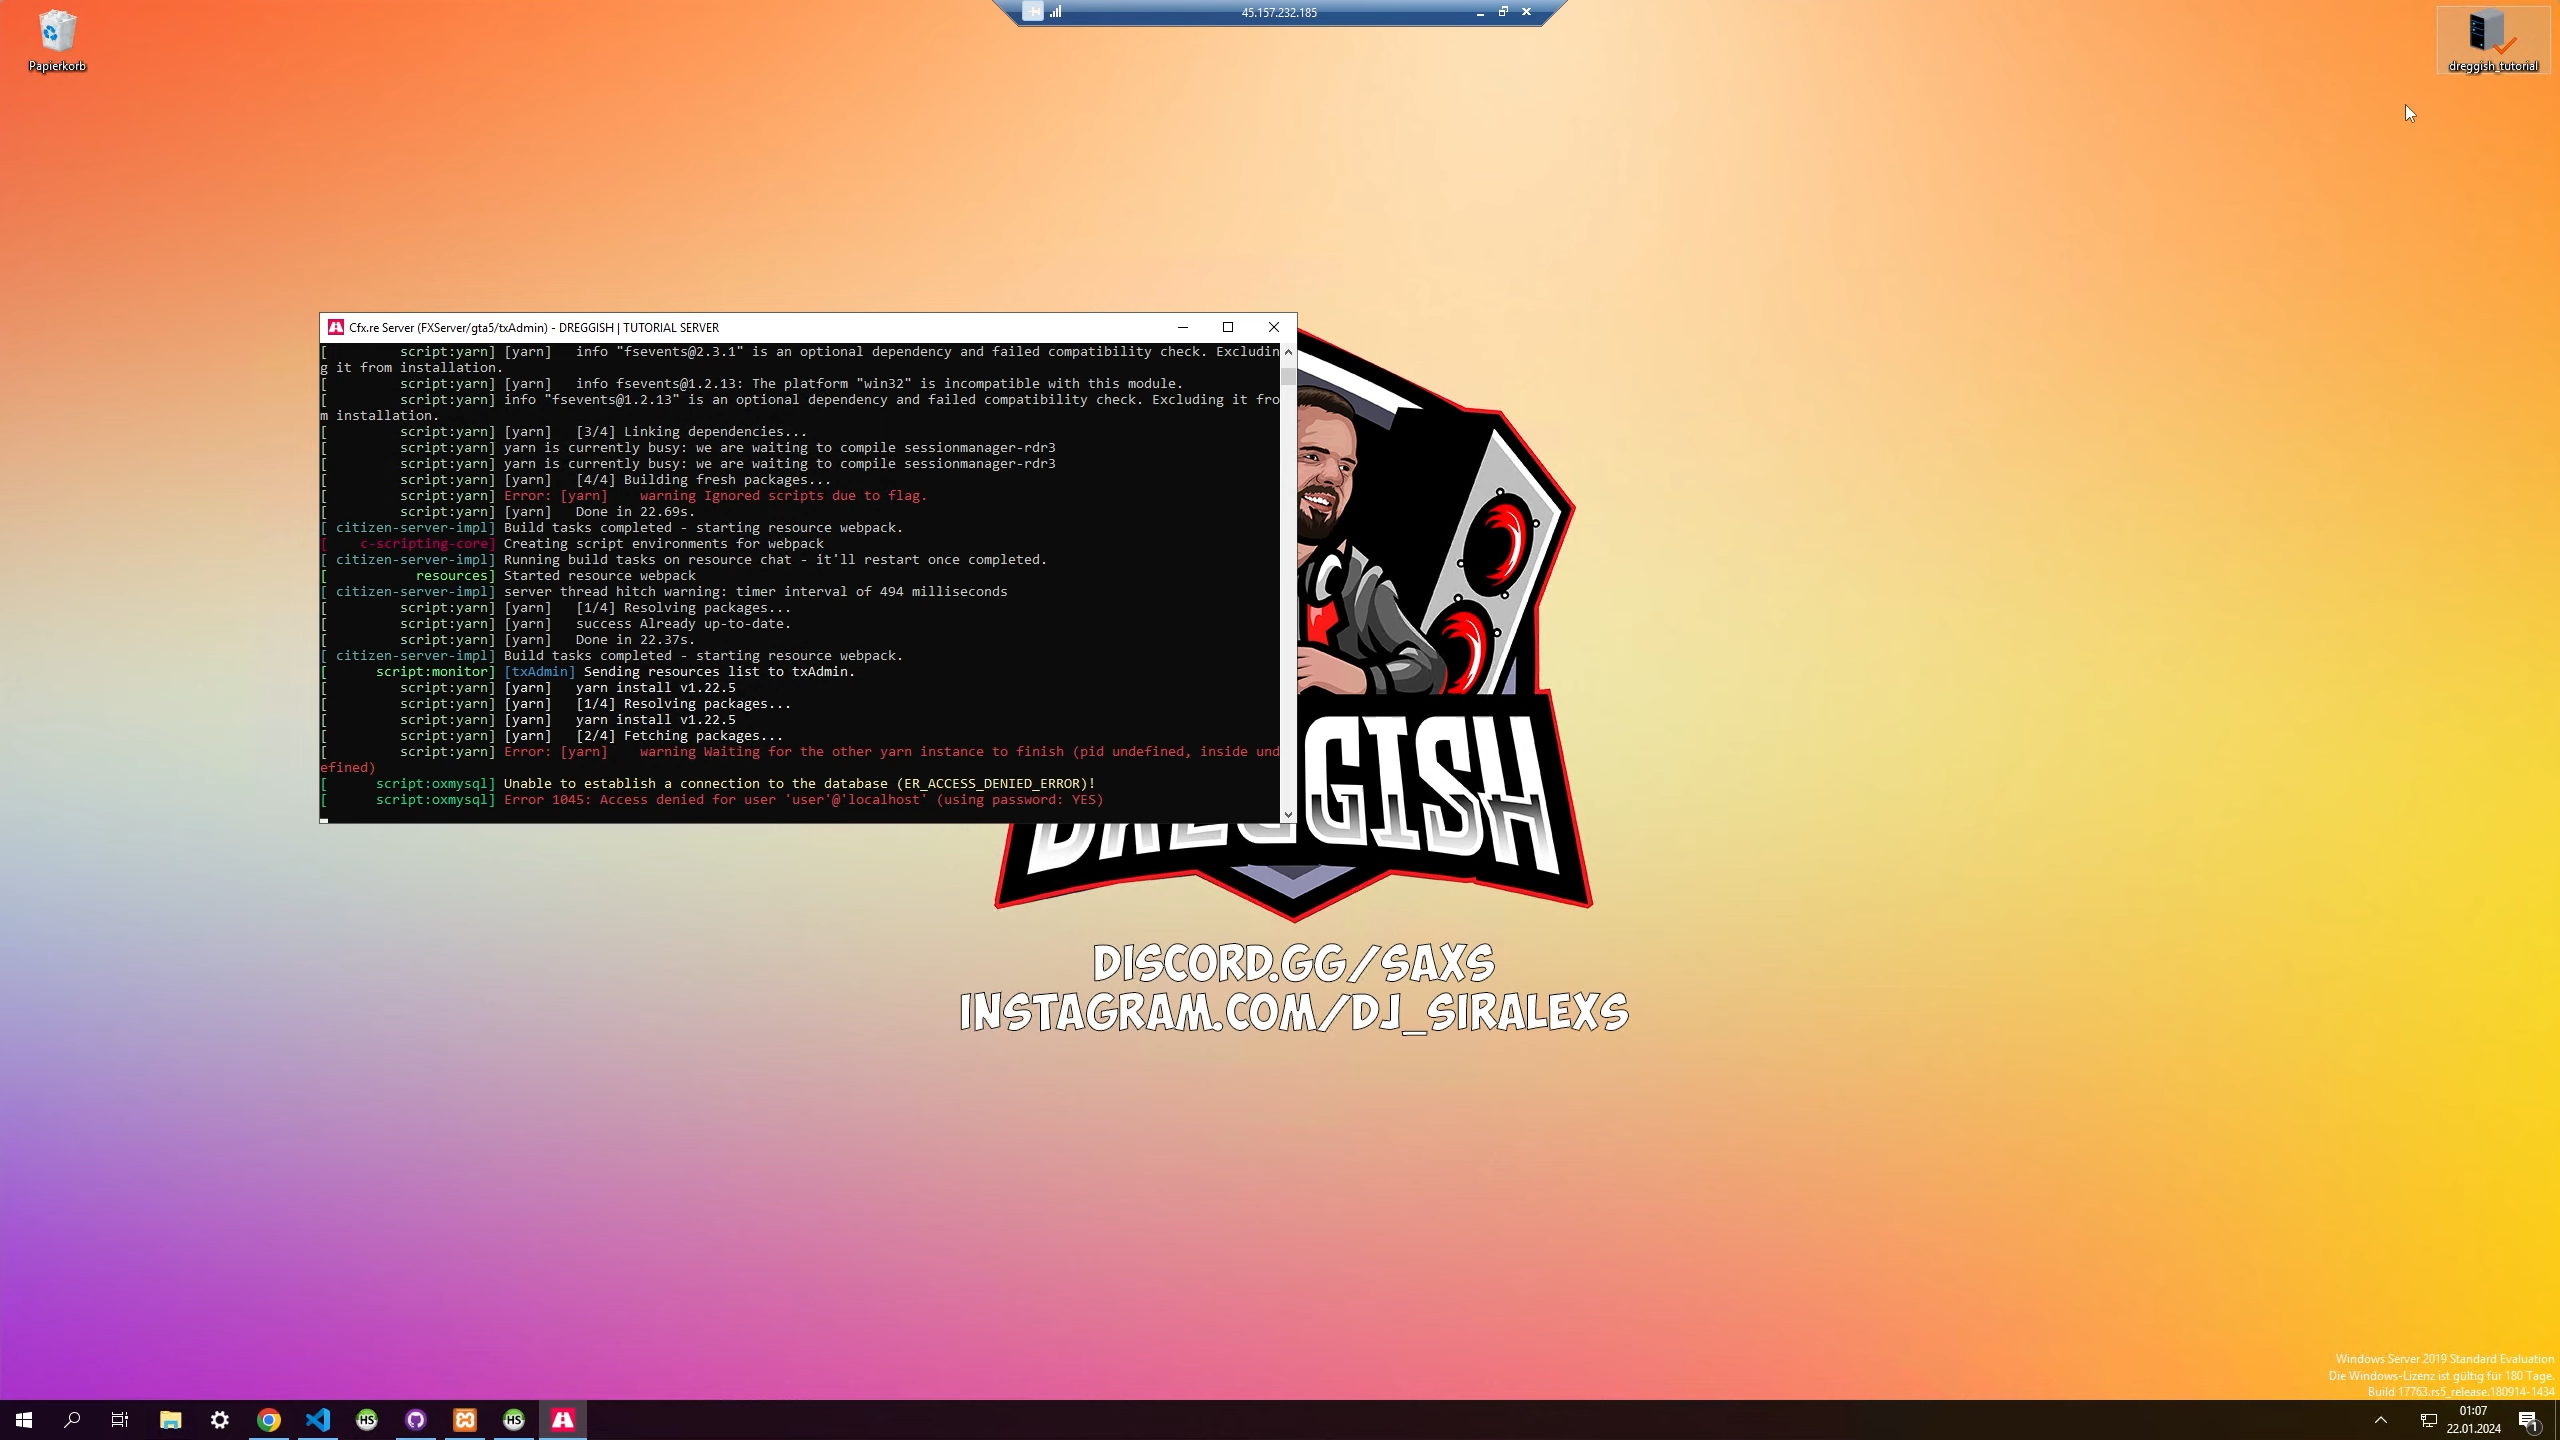 45.157.232.185
Papierkorb
dreggish_tutorial
Cfx.re Server (FXServer/gta5/txAdmin) - DREGGISH | TUTORIAL SERVER
[         script:yarn] [yarn]   info "fsevents@2.3.1" is an optional dependency and failed compatibility check. Excludin
g it from installation.
[         script:yarn] [yarn]   info fsevents@1.2.13: The platform "win32" is incompatible with this module.
[         script:yarn] info "fsevents@1.2.13" is an optional dependency and failed compatibility check. Excluding it fro
m installation.
[         script:yarn] [yarn]   [3/4] Linking dependencies...
[         script:yarn] yarn is currently busy: we are waiting to compile sessionmanager-rdr3
[         script:yarn] yarn is currently busy: we are waiting to compile sessionmanager-rdr3
[         script:yarn] [yarn]   [4/4] Building fresh packages...
[         script:yarn] Error: [yarn]    warning Ignored scripts due to flag.
[         script:yarn] [yarn]   Done in 22.69s.
[ citizen-server-impl] Build tasks completed - starting resource webpack.
[    c-scripting-core] Creating script environments for webpack
[ citizen-server-impl] Running build tasks on resource chat - it'll restart once completed.
[           resources] Started resource webpack
[ citizen-server-impl] server thread hitch warning: timer interval of 494 milliseconds
[         script:yarn] [yarn]   [1/4] Resolving packages...
[         script:yarn] [yarn]   success Already up-to-date.
[         script:yarn] [yarn]   Done in 22.37s.
[ citizen-server-impl] Build tasks completed - starting resource webpack.
[      script:monitor] [txAdmin] Sending resources list to txAdmin.
[         script:yarn] [yarn]   yarn install v1.22.5
[         script:yarn] [yarn]   [1/4] Resolving packages...
[         script:yarn] [yarn]   yarn install v1.22.5
[         script:yarn] [yarn]   [2/4] Fetching packages...
[         script:yarn] Error: [yarn]    warning Waiting for the other yarn instance to finish (pid undefined, inside und
efined)
[      script:oxmysql] Unable to establish a connection to the database (ER_ACCESS_DENIED_ERROR)!
[      script:oxmysql] Error 1045: Access denied for user 'user'@'localhost' (using password: YES)
DREGGISH
DISCORD.GG/SAXS
INSTAGRAM.COM/DJ_SIRALEXS
Windows Server 2019 Standard Evaluation
Die Windows-Lizenz ist gültig für 180 Tage.
Build 17763.rs5_release.180914-1434
HS
HS
01:07
22.01.2024
1